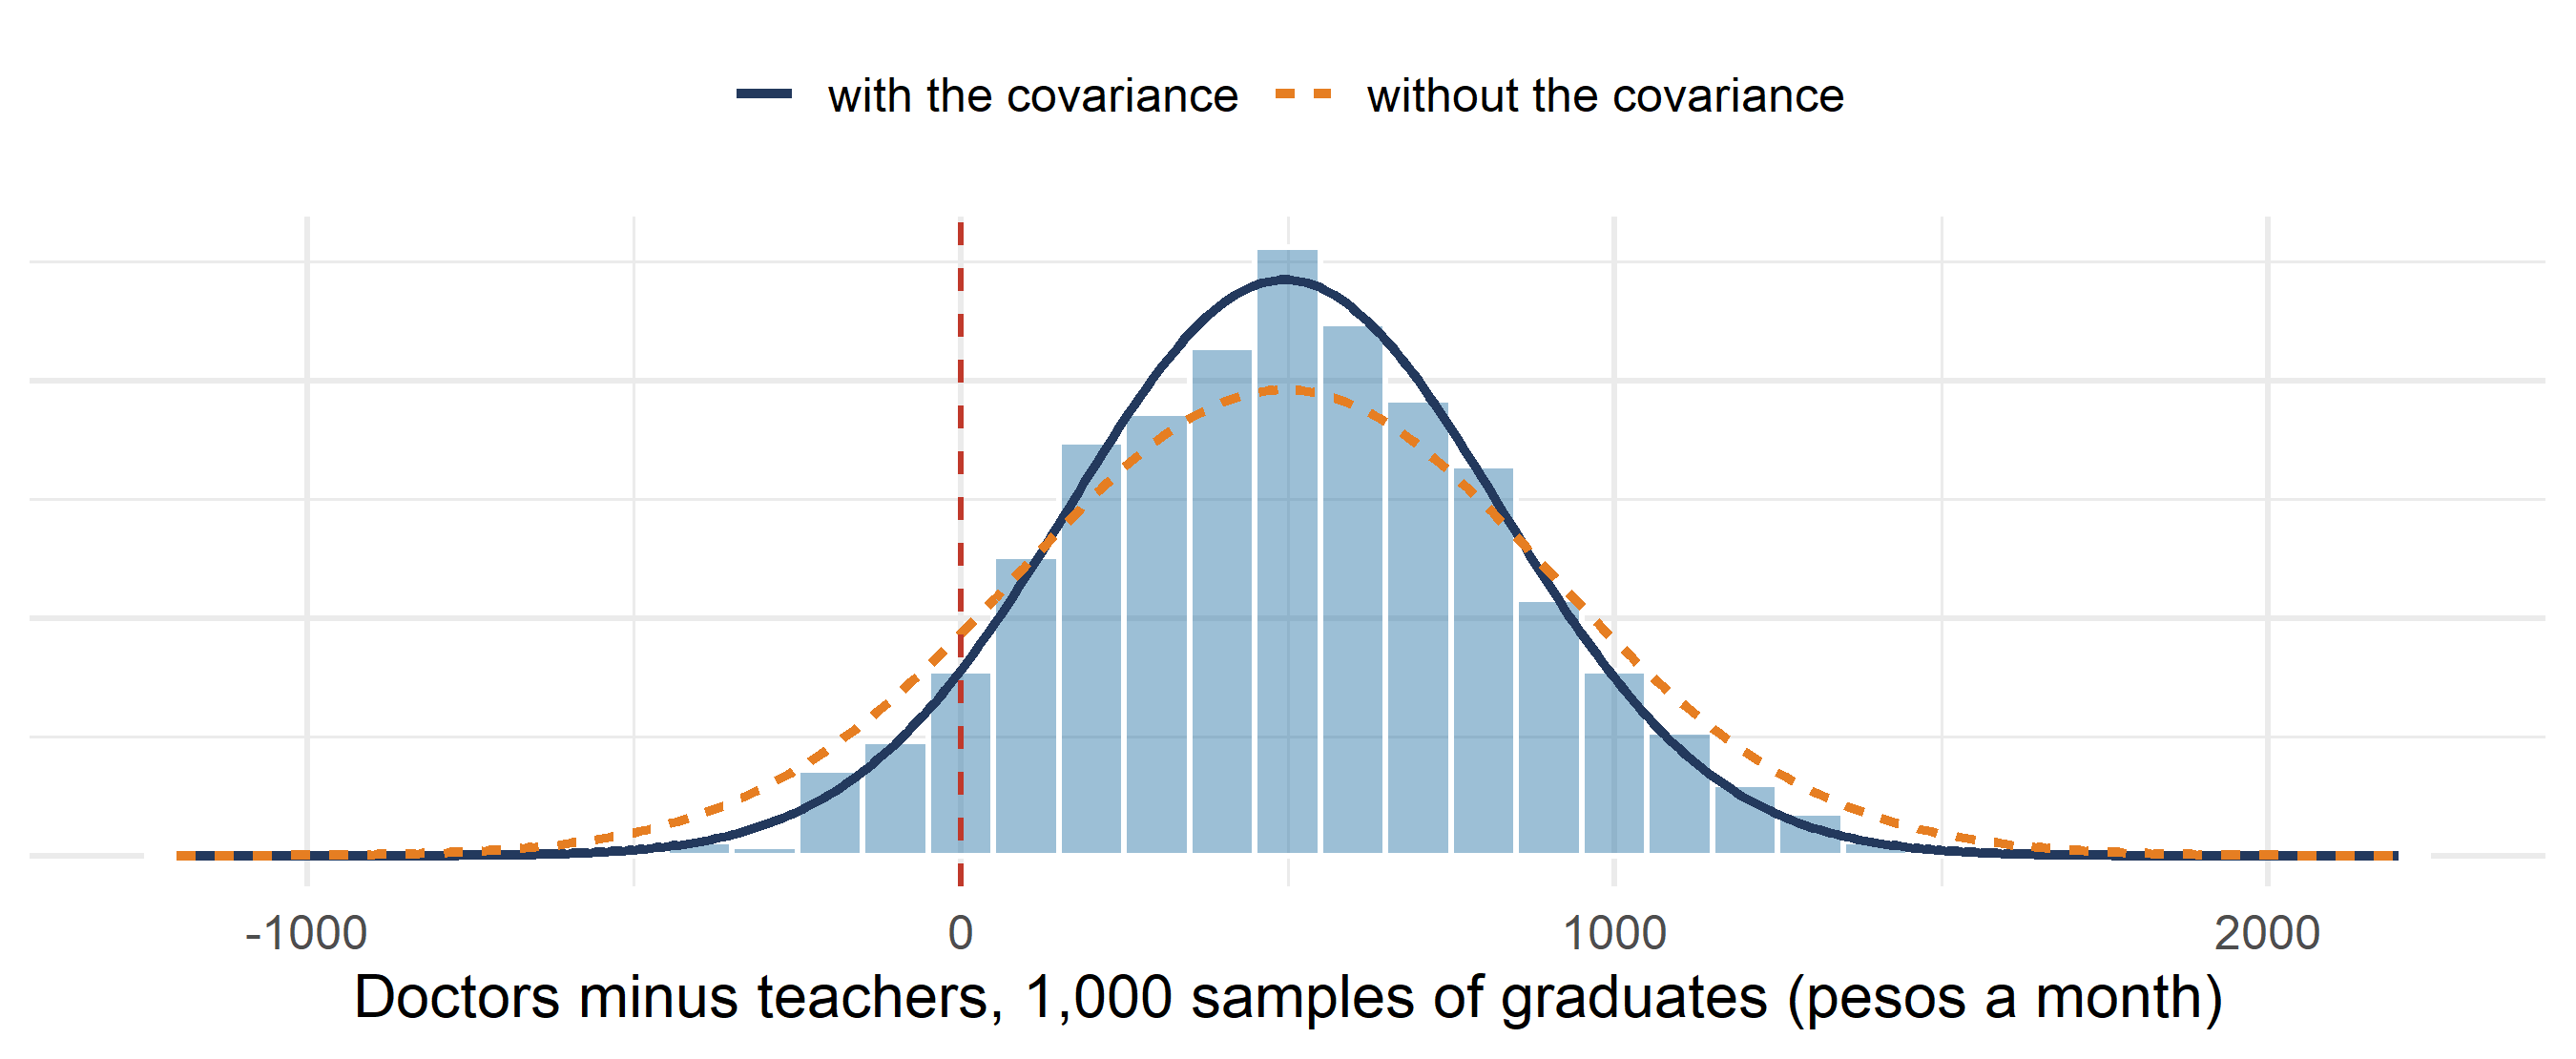 with the covariance without the covariance
-1000 0 1000 2000
Doctors minus teachers, 1,000 samples of graduates (pesos a month)